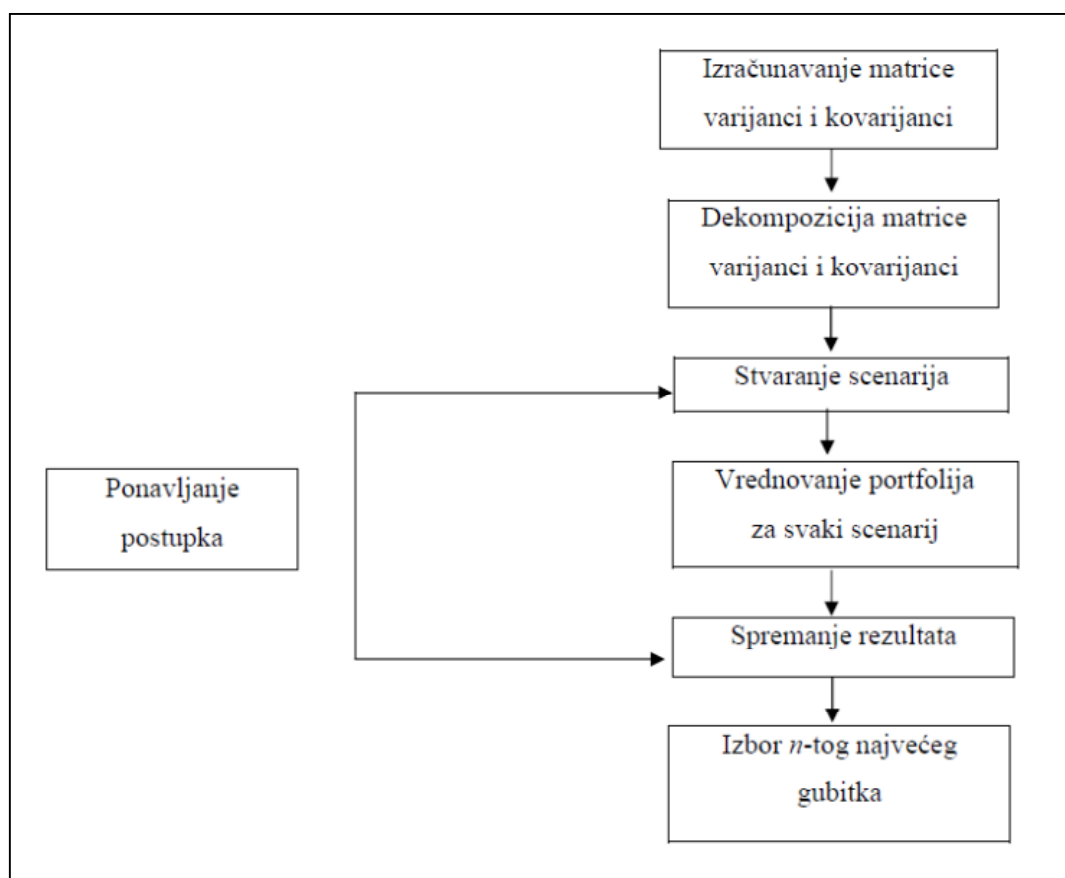 Izračunavanje matrice
varijanci i kovarijanci
Dekompozicija matrice
varijanci i kovarijanci
Stvaranje scenarija
Vrednovanje portfolija
za svaki scenarij
Ponavljanje
postupka
Spremanje rezultata
Izbor n-tog najvećeg
gubitka